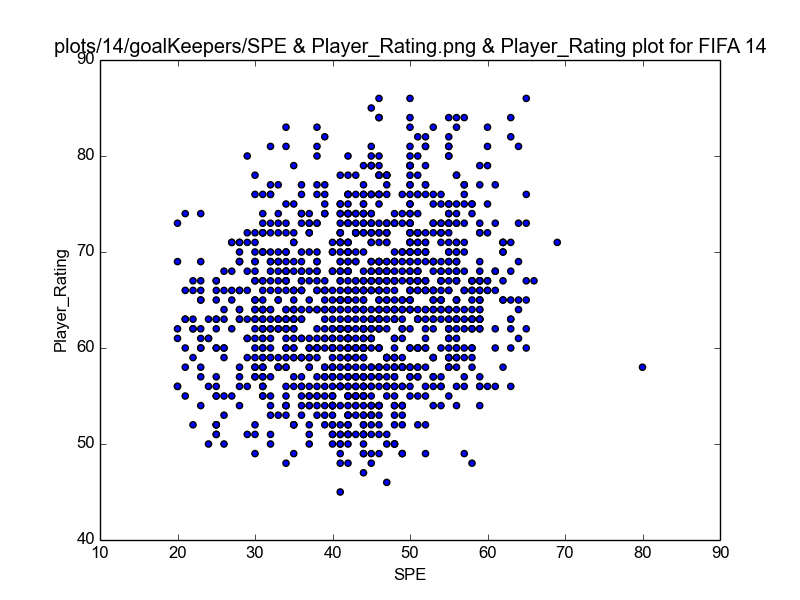 plots/14/goalKeepers/SPE & Player_Rating.png & Player_Rating plot for FIFA 14
90
80
70
60
50
40
Player_Rating
10 20 30 40 50 60 70 80 90
SPE